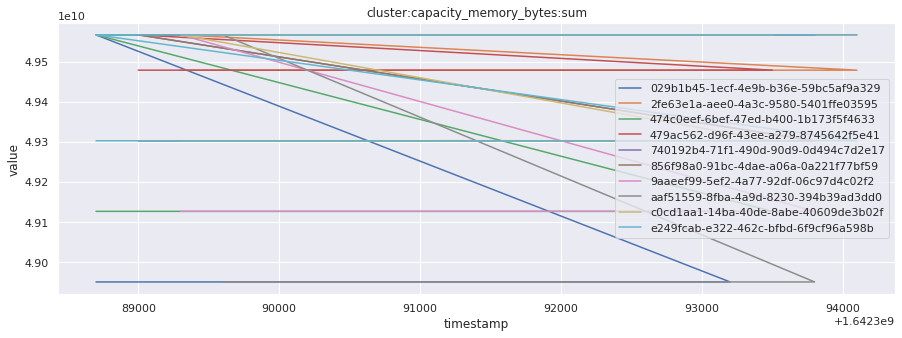 cluster:capacity_memory_bytes:sum
1e10
4.95
4.94
4.93
4.92
4.91
4.90
value
029b1b45-1ecf-4e9b-b36e-59bc5af9a329
2fe63e1a-aee0-4a3c-9580-5401ffe03595
474c0eef-6bef-47ed-b400-1b173f5f4633
479ac562-d96f-43ee-a279-8745642f5e41
740192b4-71f1-490d-90d9-0d494c7d2e17
856f98a0-91bc-4dae-a06a-0a221f77bf59
9aaeef99-5ef2-4a77-92df-06c97d4c02f2
aaf51559-8fba-4a9d-8230-394b39ad3dd0
c0cd1aa1-14ba-40de-8abe-40609de3b02f
e249fcab-e322-462c-bfbd-6f9cf96a598b
89000 90000 91000 92000 93000 94000
timestamp
+1.6423e9